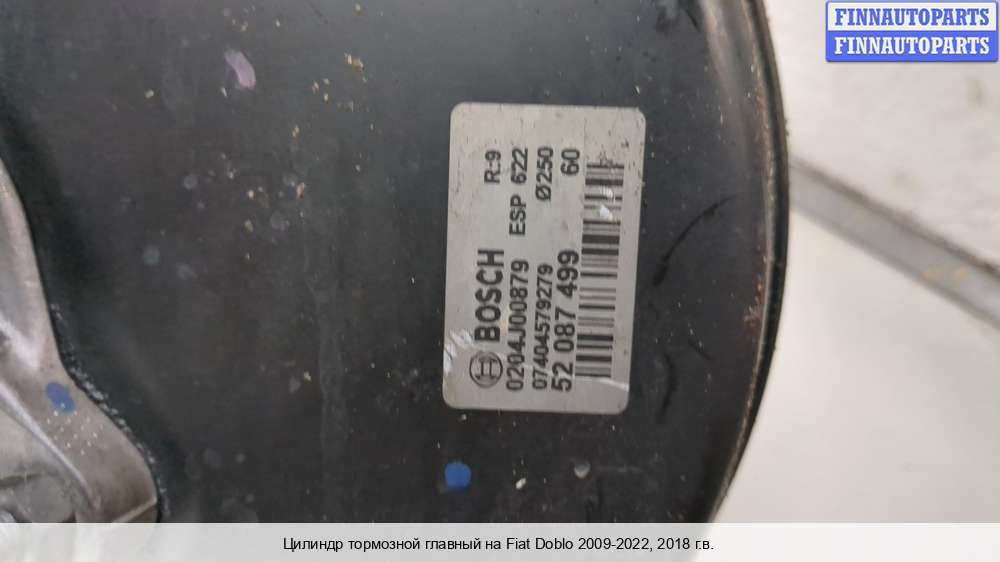 FINNAUTOPARTS
FINNAUTOPARTS
BOSCH R:9
0204J00879 ESP 622
07404579279 Ø250
52 087 499 60
Цилиндр тормозной главный на Fiat Doblo 2009-2022, 2018 г.в.